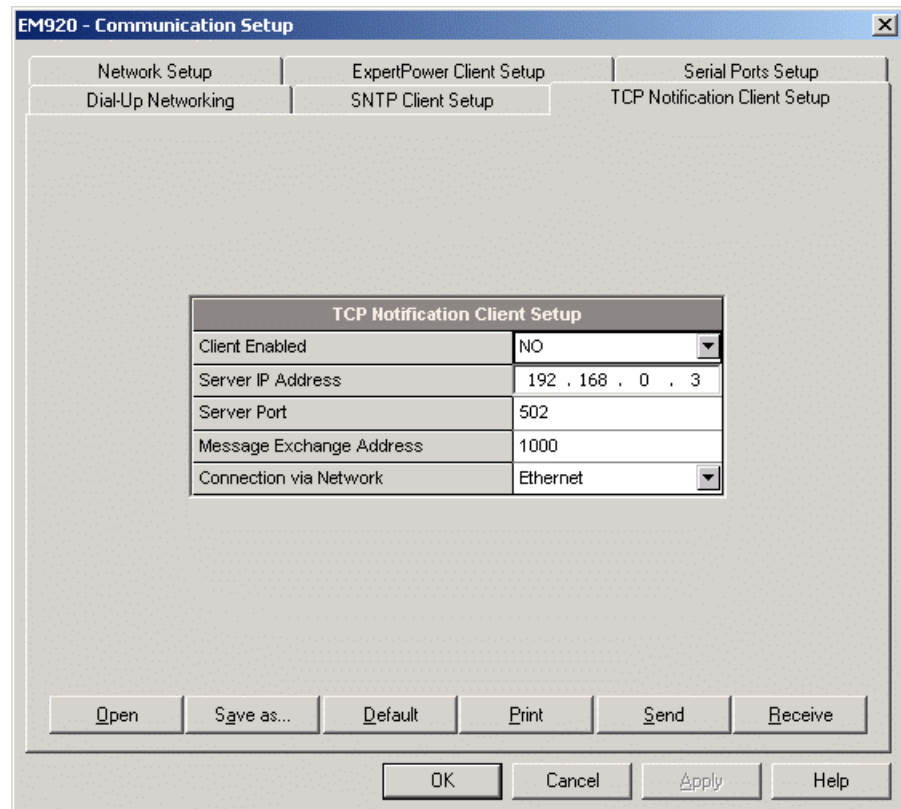 EM920 - Communication Setup
Network Setup ExpertPower Client Setup Serial Ports Setup
Dial-Up Networking SNTP Client Setup TCP Notification Client Setup
TCP Notification Client Setup
Client Enabled NO
Server IP Address 192 . 168 . 0 . 3
Server Port 502
Message Exchange Address 1000
Connection via Network Ethernet
Open Save as... Default Print Send Receive
OK Cancel Apply Help